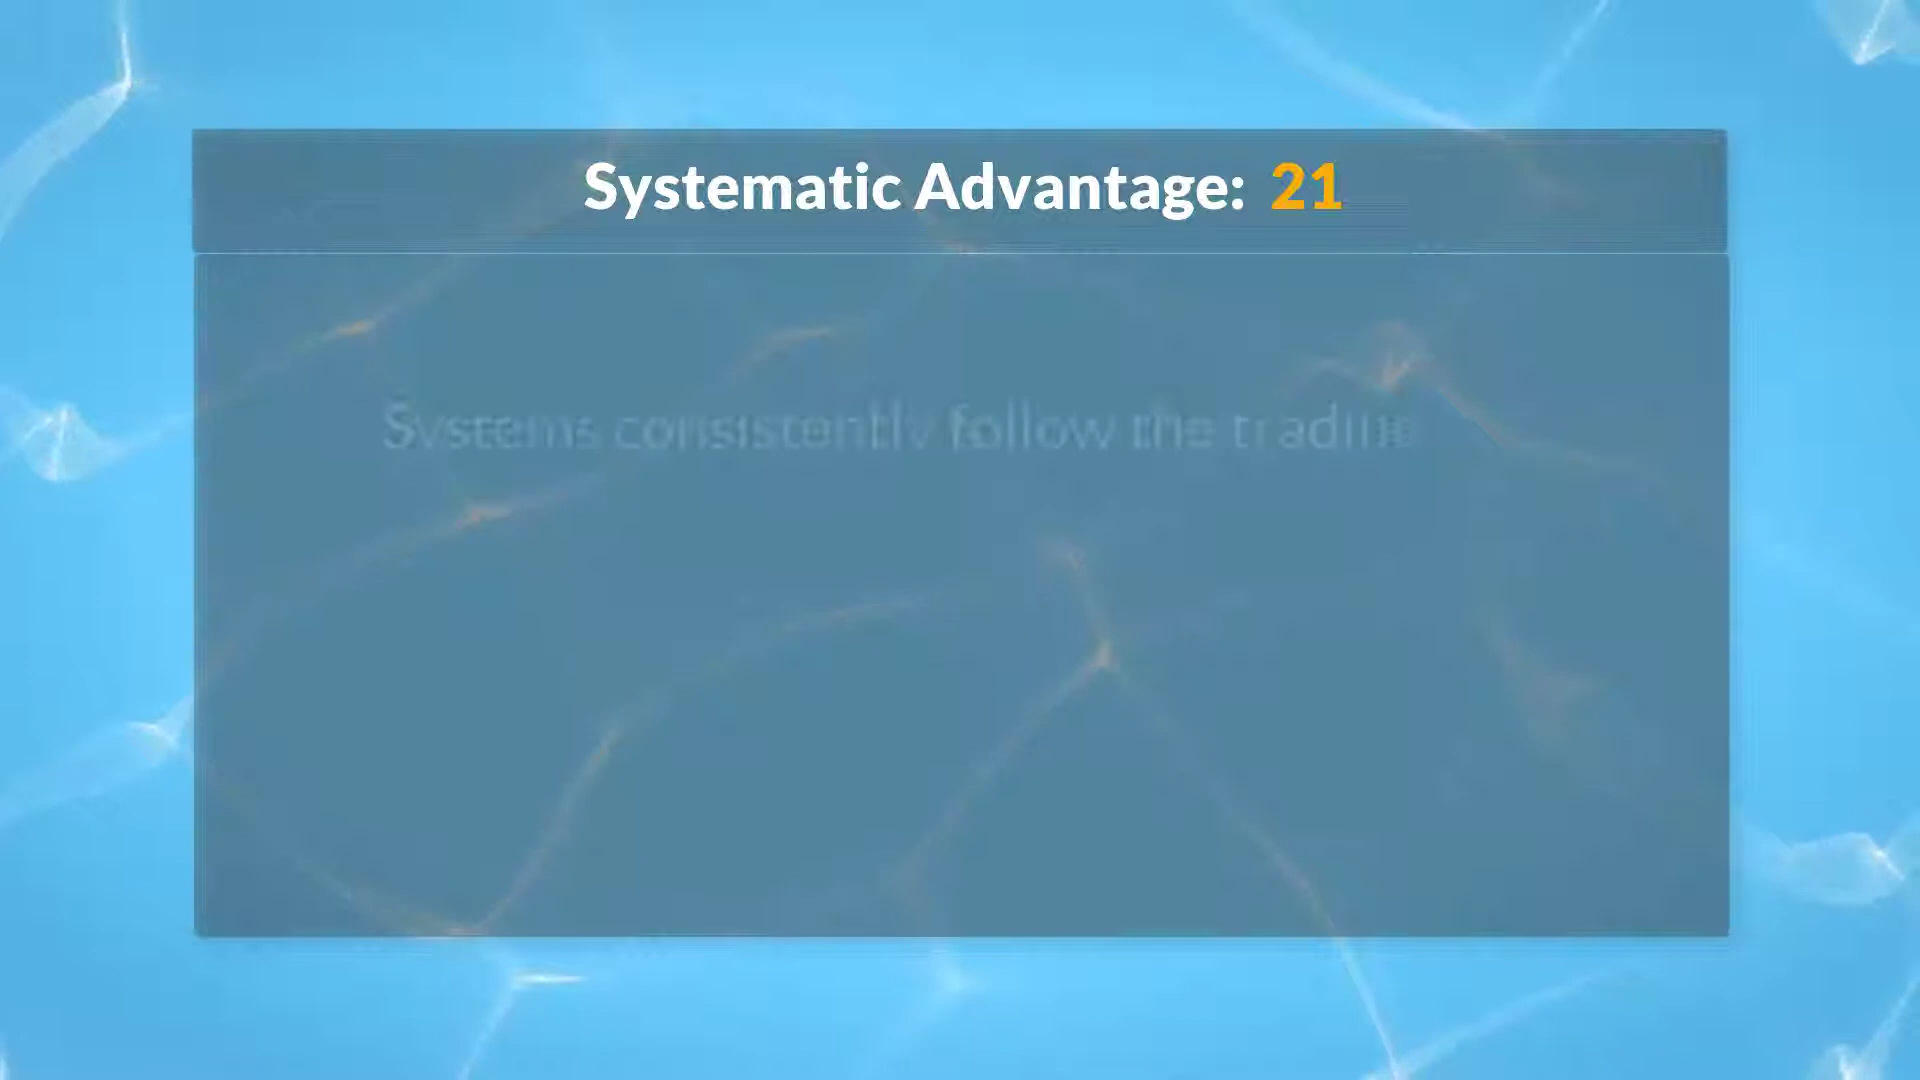 Systematic Advantage: 21
Systems consistently follow the trading